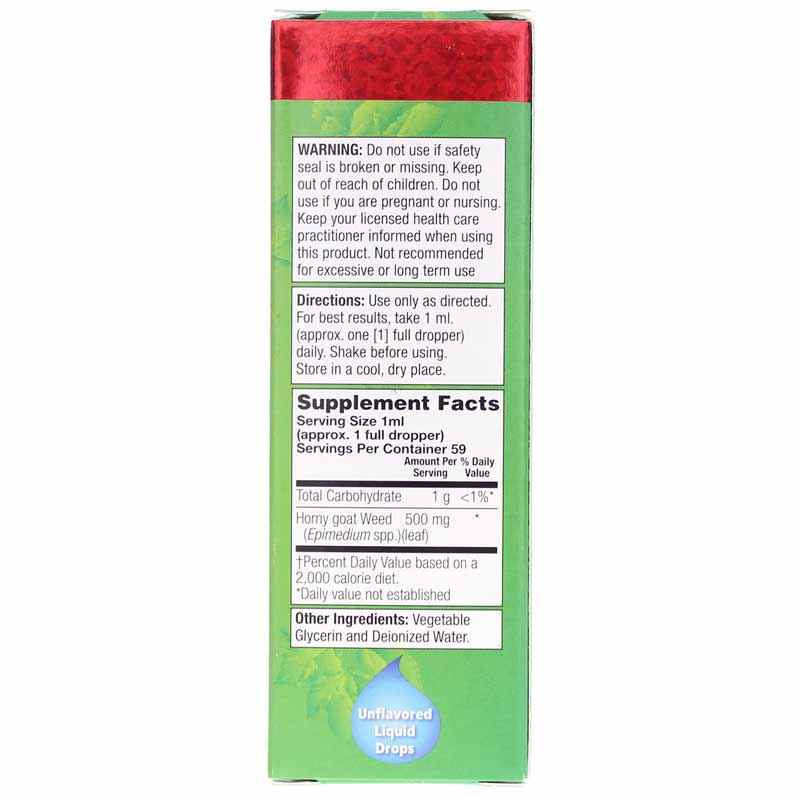 WARNING: Do not use if safety
seal is broken or missing. Keep
out of reach of children. Do not
use if you are pregnant or nursing.
Keep your licensed health care
practitioner informed when using
this product. Not recommended
for excessive or long term use
Directions: Use only as directed.
For best results, take 1 ml.
(approx. one [1] full dropper)
daily. Shake before using.
Store in a cool, dry place.
Supplement Facts
Serving Size 1ml
(approx. 1 full dropper)
Servings Per Container 59
Amount Per % Daily
Serving Value
Total Carbohydrate 1 g <1%*
Horny goat Weed 500 mg *
(Epimedium spp.)(leaf)
†Percent Daily Value based on a
2,000 calorie diet.
*Daily value not established
Other Ingredients: Vegetable
Glycerin and Deionized Water.
Unflavored
Liquid
Drops